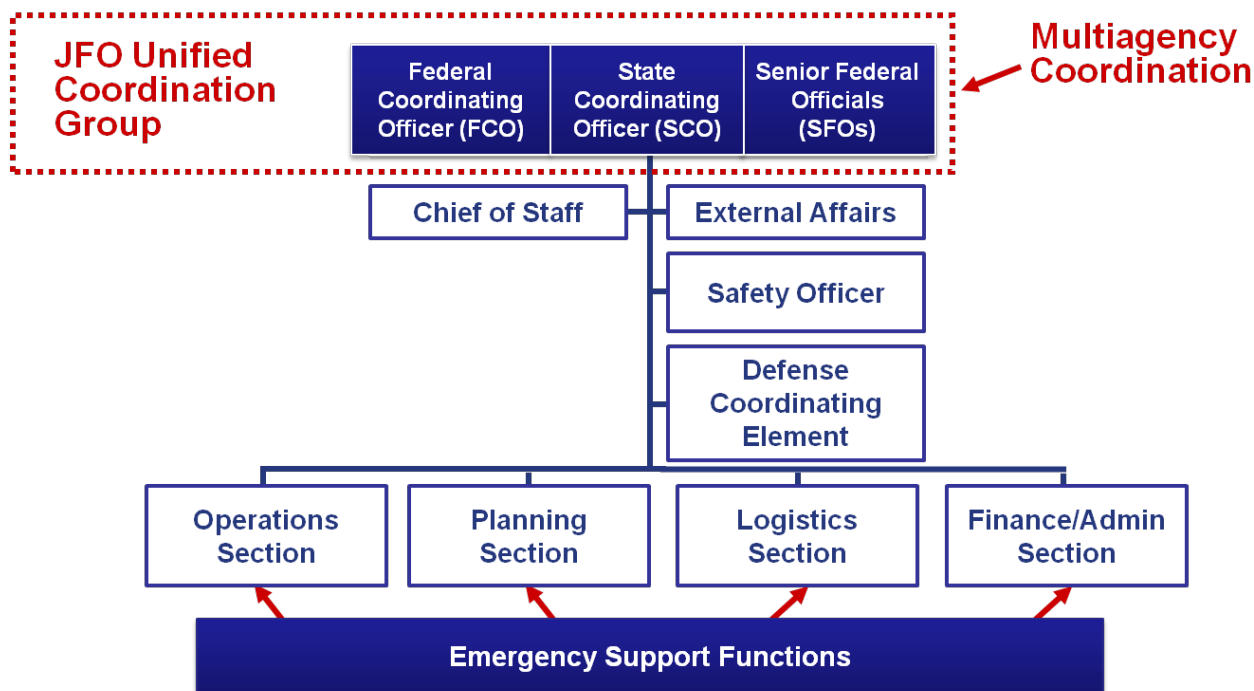 JFO Unified
Coordination
Group
Federal
Coordinating
Officer (FCO)
State
Coordinating
Officer (SCO)
Senior Federal
Officials
(SFOs)
Multiagency
Coordination
Chief of Staff
External Affairs
Safety Officer
Defense
Coordinating
Element
Operations
Section
Planning
Section
Logistics
Section
Finance/Admin
Section
Emergency Support Functions